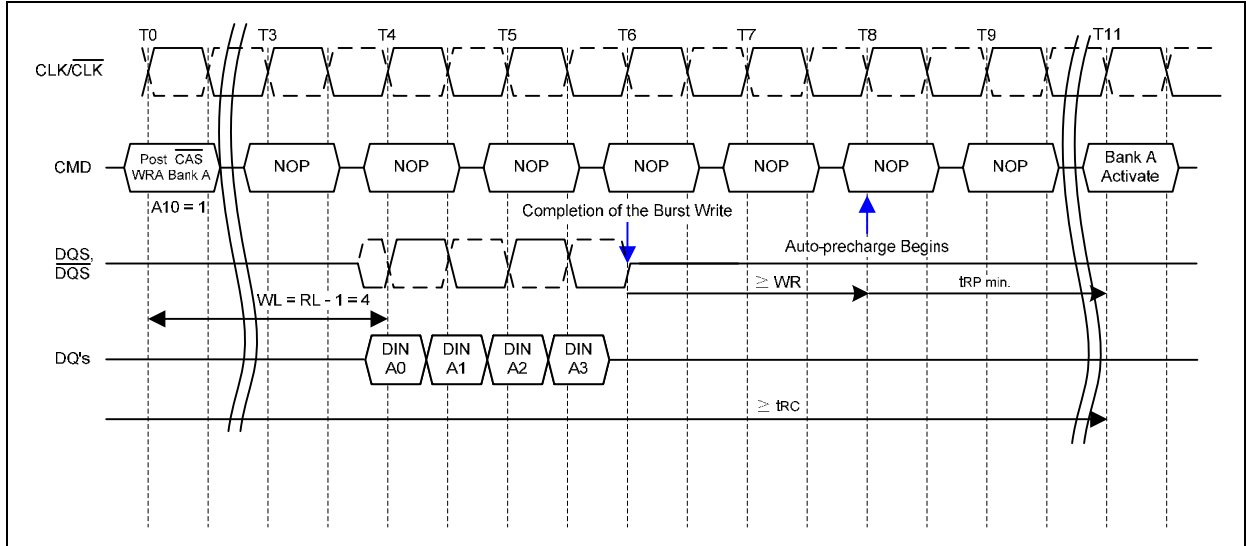 T0 T3 T4 T5 T6 T7 T8 T9 T11
CLK/CLK
CMD
Post CAS
WRA Bank A
NOP NOP NOP NOP NOP NOP NOP
Bank A
Activate
A10 = 1
Completion of the Burst Write
Auto-precharge Begins
DQS,
DQS
≥ WR
tRP min.
WL = RL - 1 = 4
DQ's
DIN
A0
DIN
A1
DIN
A2
DIN
A3
≥ tRC